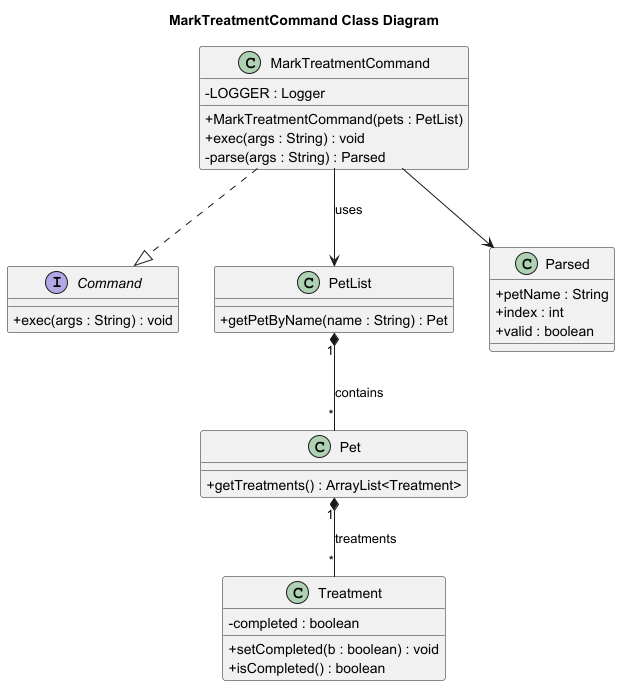 MarkTreatmentCommand Class Diagram
C MarkTreatmentCommand
-LOGGER : Logger
+MarkTreatmentCommand(pets : PetList)
+exec(args : String) : void
-parse(args : String) : Parsed
uses
I Command
+exec(args : String) : void
C PetList
+getPetByName(name : String) : Pet
C Parsed
+petName : String
+index : int
+valid : boolean
1
contains
*
C Pet
+getTreatments() : ArrayList<Treatment>
1
treatments
*
C Treatment
-completed : boolean
+setCompleted(b : boolean) : void
+isCompleted() : boolean